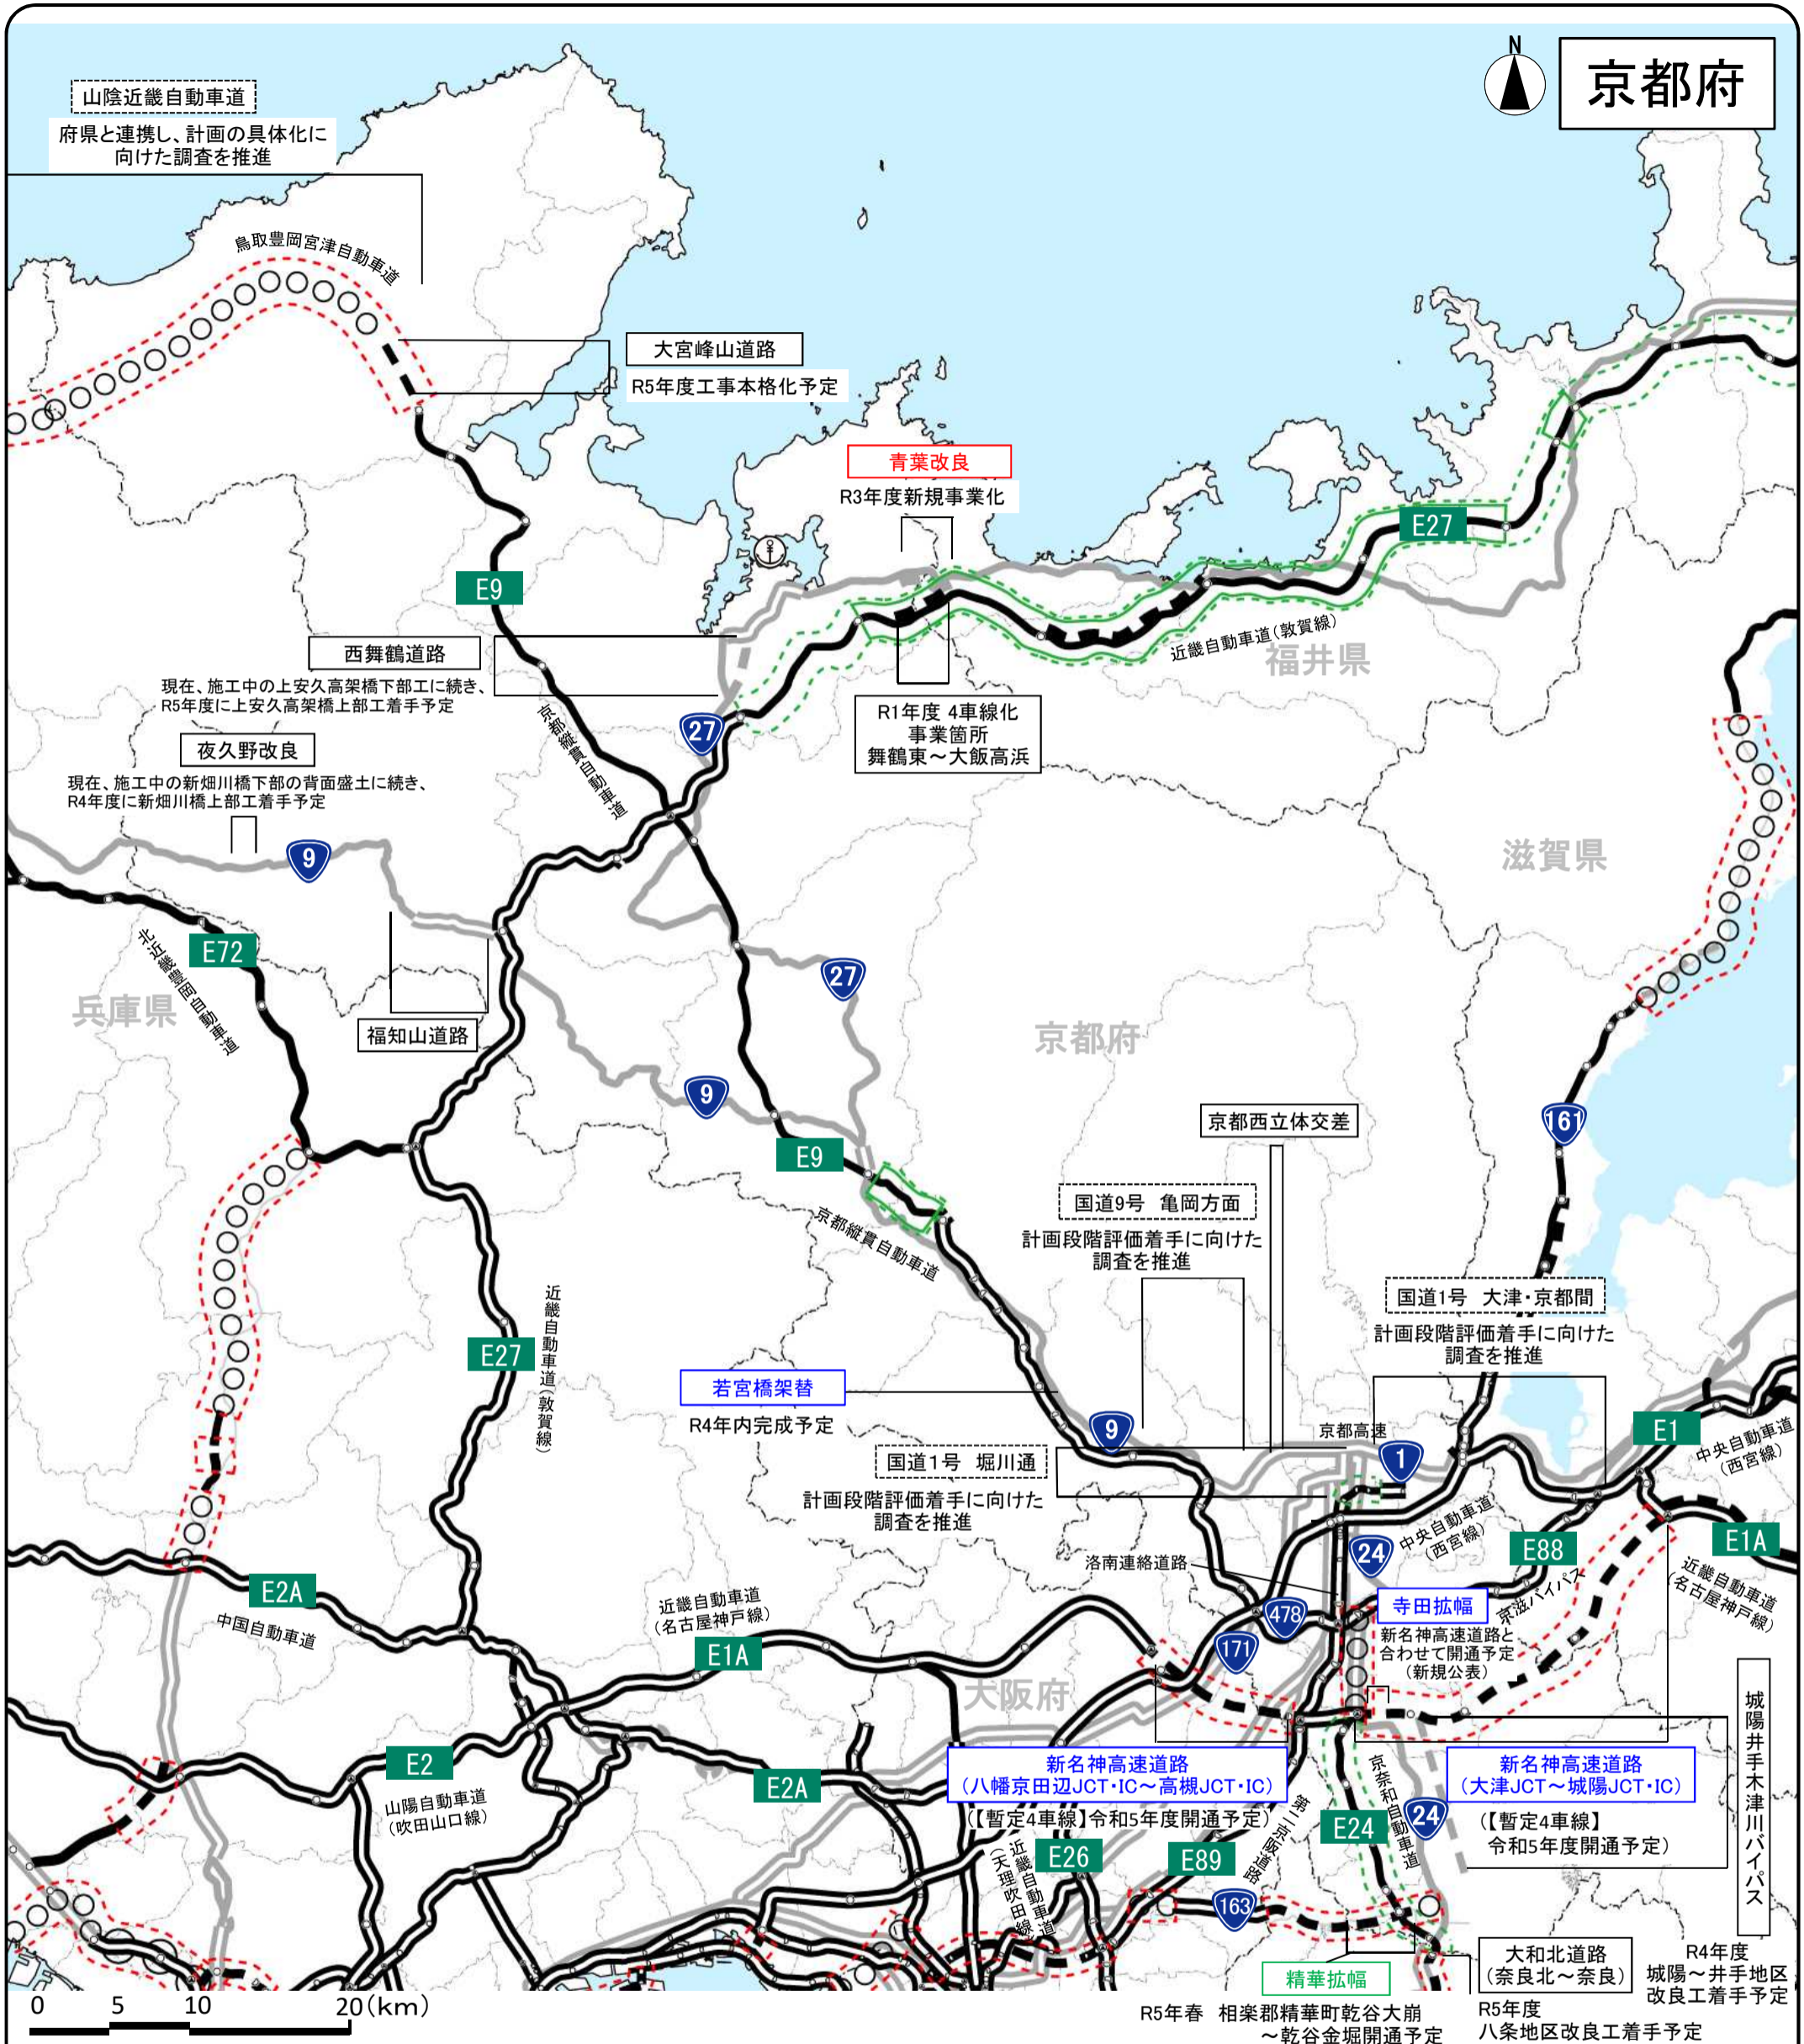 京都府
N
山陰近畿自動車道
府県と連携し、計画の具体化に
向けた調査を推進
鳥取豊岡宮津自動車道
大宮峰山道路
R5年度工事本格化予定
青葉改良
R3年度新規事業化
E27
E9
近畿自動車道(敦賀線)
福井県
西舞鶴道路
現在、施工中の上安久高架橋下部工に続き、
R5年度に上安久高架橋上部工着手予定
京都縦貫自動車道
27
R1年度 4車線化
事業箇所
舞鶴東～大飯高浜
夜久野改良
現在、施工中の新畑川橋下部の背面盛土に続き、
R4年度に新畑川橋上部工着手予定
9
滋賀県
E72
北近畿豊岡自動車道
兵庫県
27
京都府
福知山道路
9
161
京都西立体交差
E9
国道9号 亀岡方面
計画段階評価着手に向けた
調査を推進
京都縦貫自動車道
国道1号 大津・京都間
計画段階評価着手に向けた
調査を推進
近畿自動車道(敦賀線)
E27
若宮橋架替
R4年内完成予定
9
京都高速
1
E1
中央自動車道
(西宮線)
国道1号 堀川通
計画段階評価着手に向けた
調査を推進
中央自動車道
(西宮線)
24
E88
E1A
洛南連絡道路
近畿自動車道
(名古屋神戸線)
京滋バイパス
E2A
中国自動車道
近畿自動車道
(名古屋神戸線)
E1A
478
171
寺田拡幅
新名神高速道路と
合わせて開通予定
(新規公表)
大阪府
城陽井手木津川バイパス
E2
山陽自動車道
(吹田山口線)
E2A
新名神高速道路
(八幡京田辺JCT・IC～高槻JCT・IC)
(【暫定4車線】令和5年度開通予定)
新名神高速道路
(大津JCT～城陽JCT・IC)
(【暫定4車線】
令和5年度開通予定)
京奈和自動車道
24
E24
第二京阪道路
近畿自動車道
(天理吹田線)
E26
E89
163
精華拡幅
R5年春 相楽郡精華町乾谷大崩
～乾谷金堀開通予定
大和北道路
(奈良北～奈良)
R5年度
八条地区改良工着手予定
R4年度
城陽～井手地区
改良工着手予定
0 5 10 20(km)